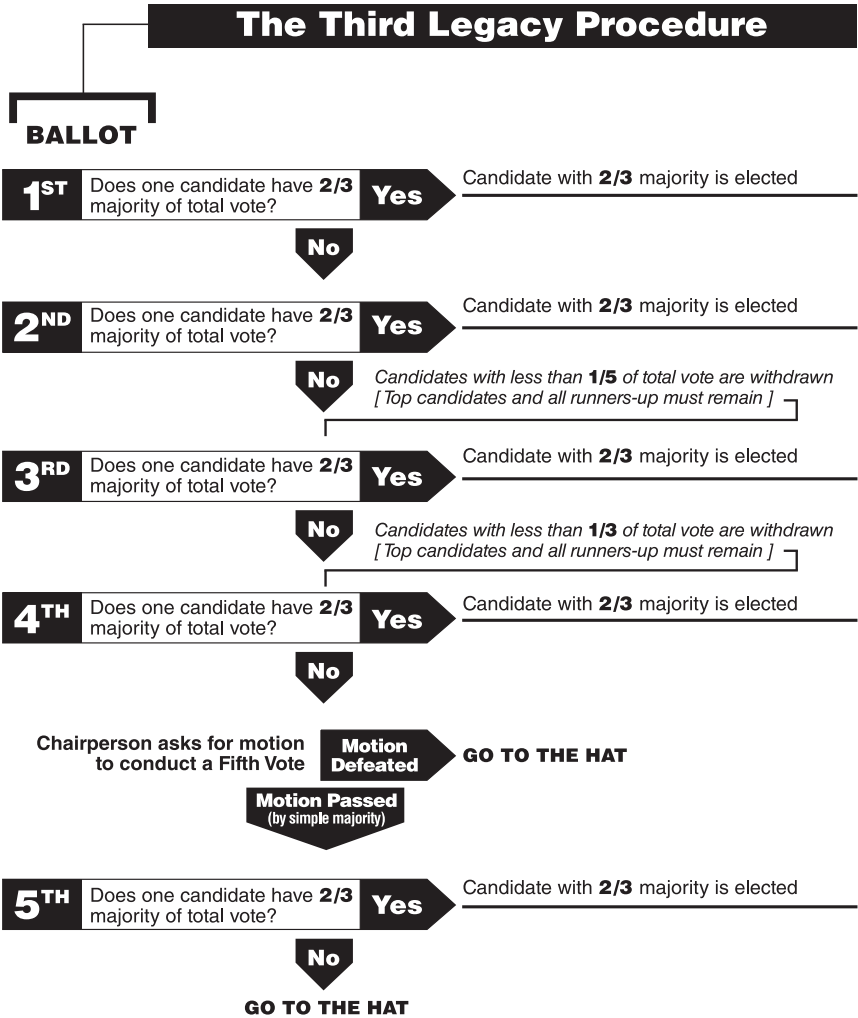 The Third Legacy Procedure
BALLOT
1ST
Does one candidate have 2/3
majority of total vote?
Yes
Candidate with 2/3 majority is elected
No
2ND
Does one candidate have 2/3
majority of total vote?
Yes
Candidate with 2/3 majority is elected
No
Candidates with less than 1/5 of total vote are withdrawn
[ Top candidates and all runners-up must remain ]
3RD
Does one candidate have 2/3
majority of total vote?
Yes
Candidate with 2/3 majority is elected
No
Candidates with less than 1/3 of total vote are withdrawn
[ Top candidates and all runners-up must remain ]
4TH
Does one candidate have 2/3
majority of total vote?
Yes
Candidate with 2/3 majority is elected
No
Chairperson asks for motion
to conduct a Fifth Vote
Motion
Defeated
GO TO THE HAT
Motion Passed
(by simple majority)
5TH
Does one candidate have 2/3
majority of total vote?
Yes
Candidate with 2/3 majority is elected
No
GO TO THE HAT